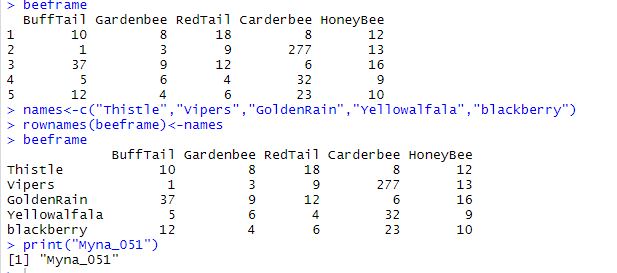 > beeframe
BuffTail Gardenbee RedTail Carderbee HoneyBee
1 10 8 18 8 12
2 1 3 9 277 13
3 37 9 12 6 16
4 5 6 4 32 9
5 12 4 6 23 10
> names<-c("Thistle","Vipers","GoldenRain","Yellowalfala","blackberry")
> rownames(beeframe)<-names
> beeframe
BuffTail Gardenbee RedTail Carderbee HoneyBee
Thistle 10 8 18 8 12
Vipers 1 3 9 277 13
GoldenRain 37 9 12 6 16
Yellowalfala 5 6 4 32 9
blackberry 12 4 6 23 10
> print("Myna_051")
[1] "Myna_051"
>